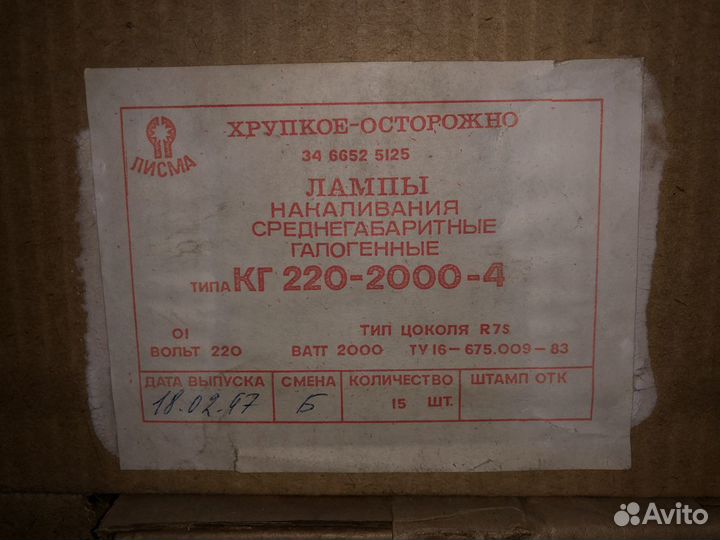 ХРУПКОЕ-ОСТОРОЖНО
ЛИСМА
34 6652 5125
ЛАМПЫ
НАКАЛИВАНИЯ
СРЕДНЕГАБАРИТНЫЕ
ГАЛОГЕННЫЕ
ТИПА КГ 220-2000-4
01 ТИП ЦОКОЛЯ R7S
ВОЛЬТ 220 ВАТТ 2000 ТУ16-675.009-83
ДАТА ВЫПУСКА СМЕНА КОЛИЧЕСТВО ШТАМП ОТК
18.02.97 Б 15 ШТ.
Avito